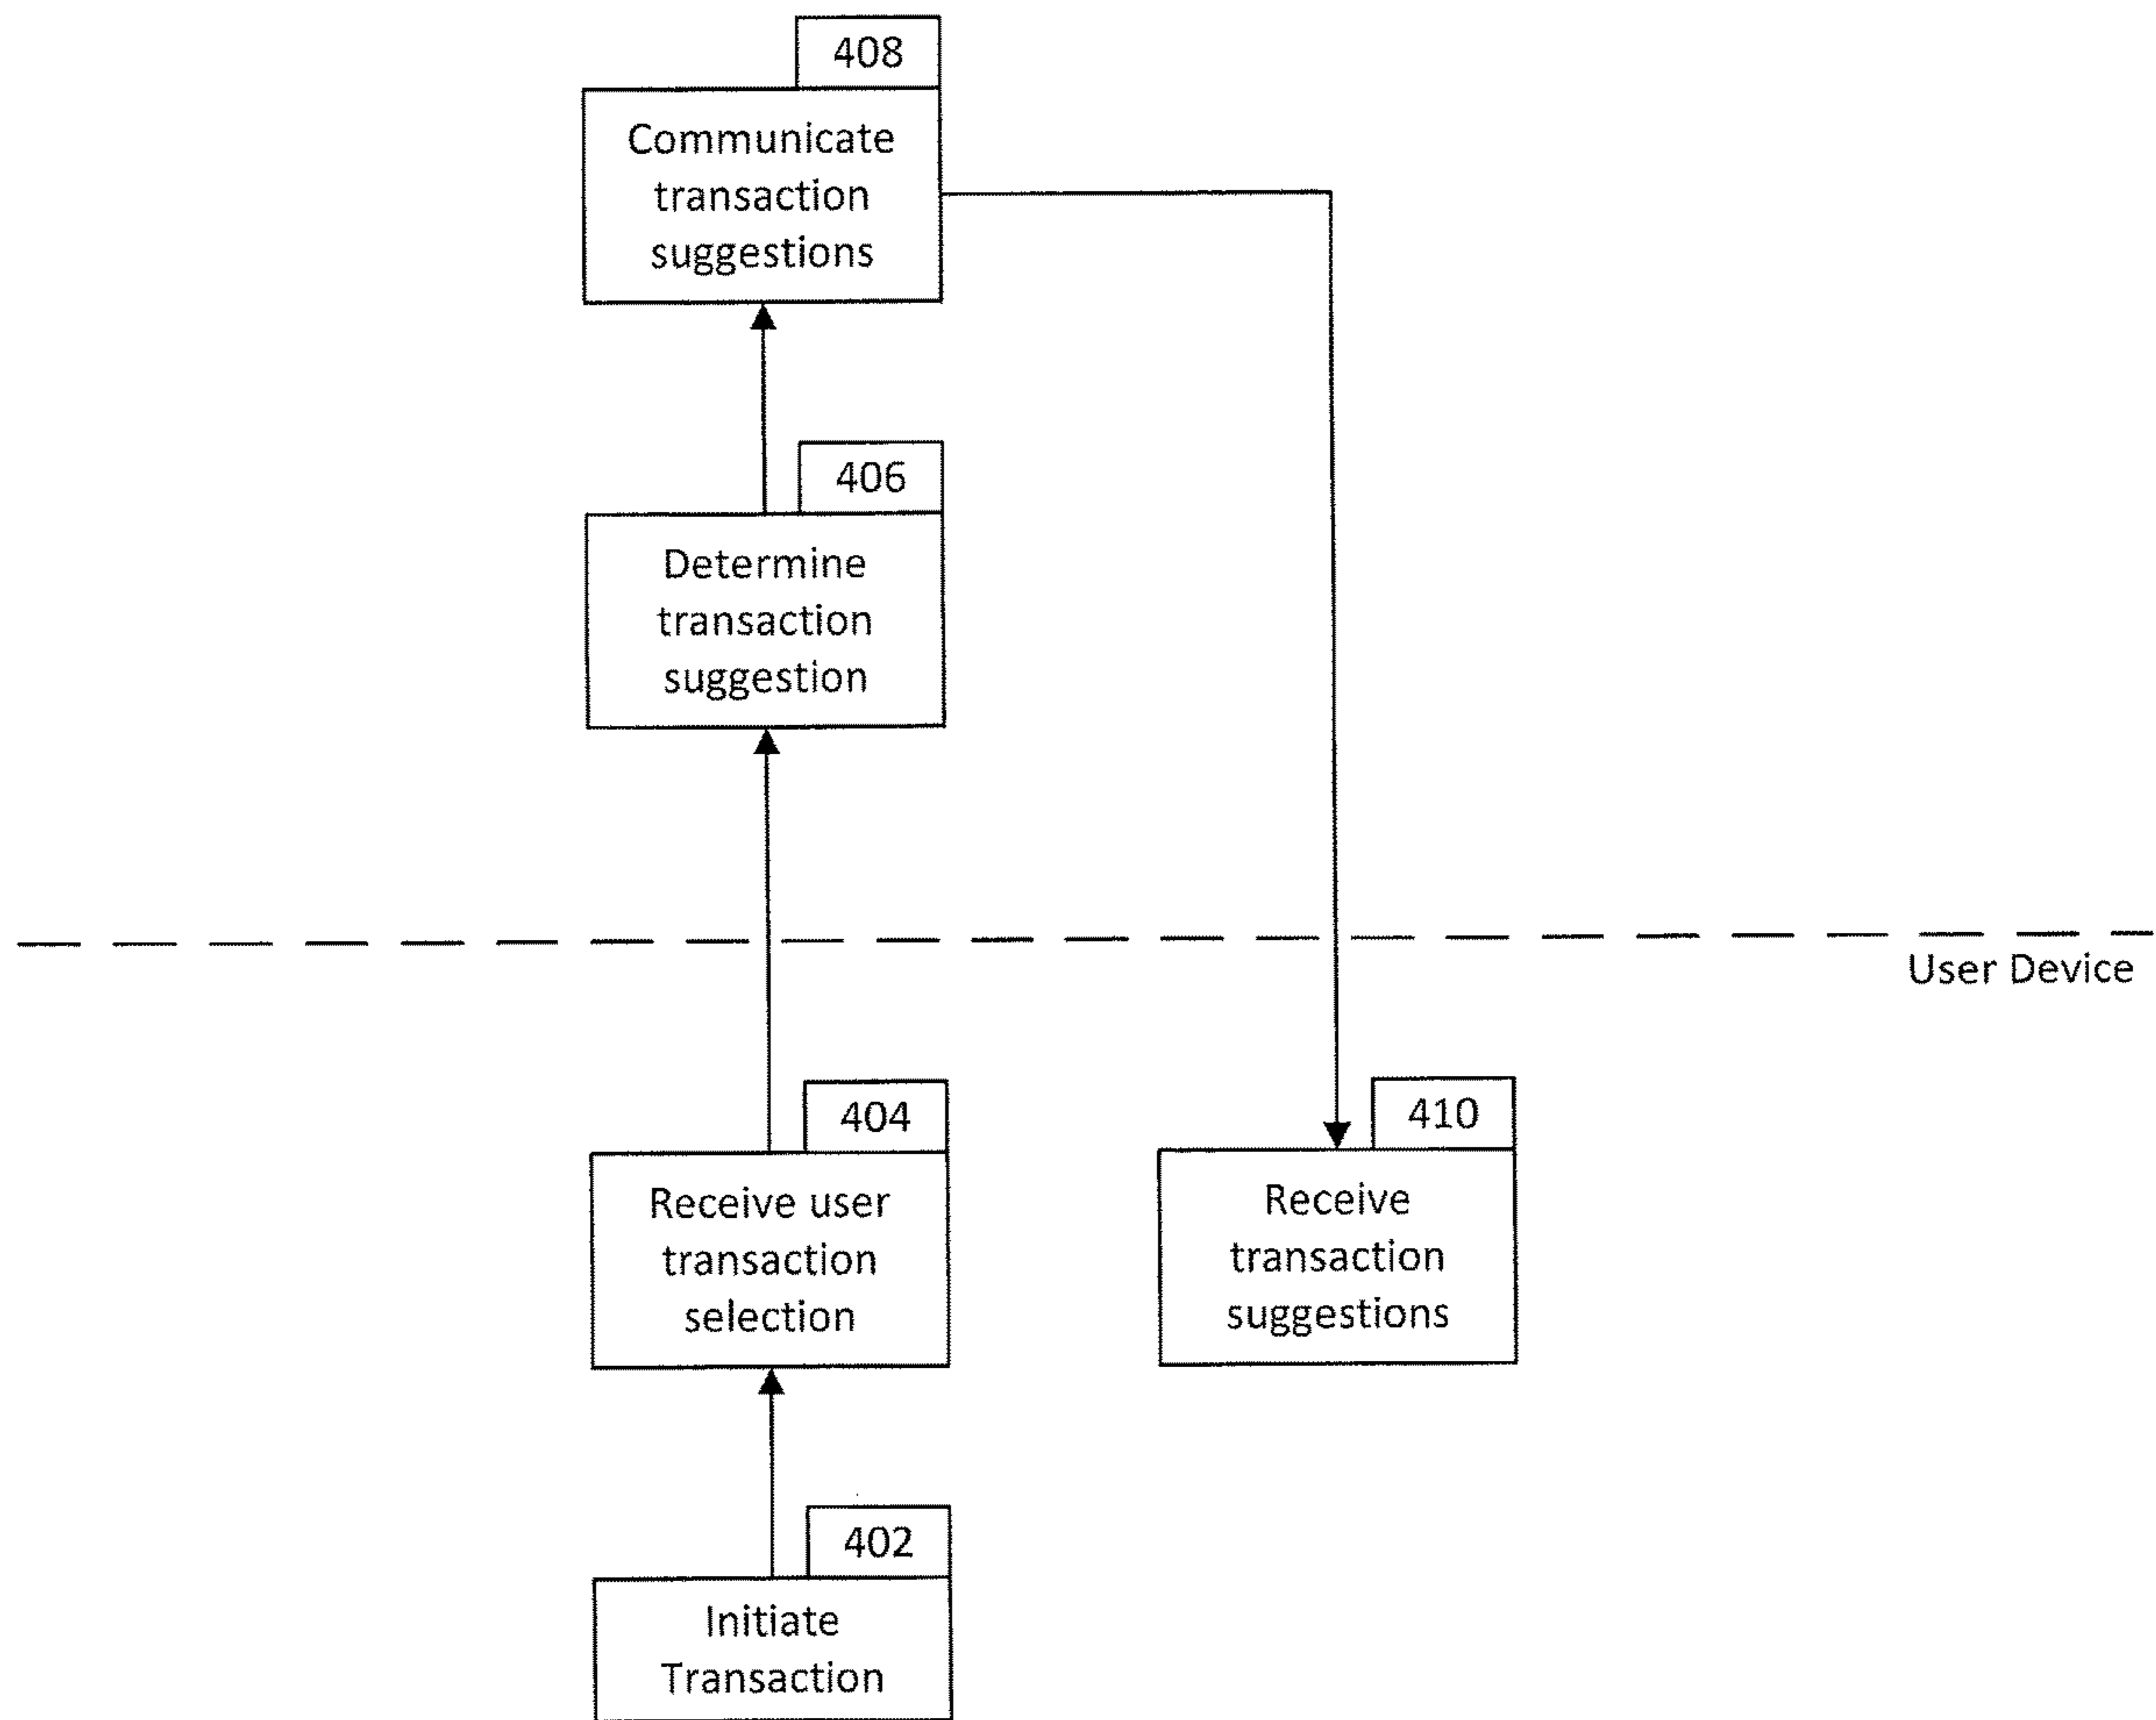 408
Communicate
transaction
suggestions
406
Determine
transaction
suggestion
User Device
404
Receive user
transaction
selection
410
Receive
transaction
suggestions
402
Initiate
Transaction